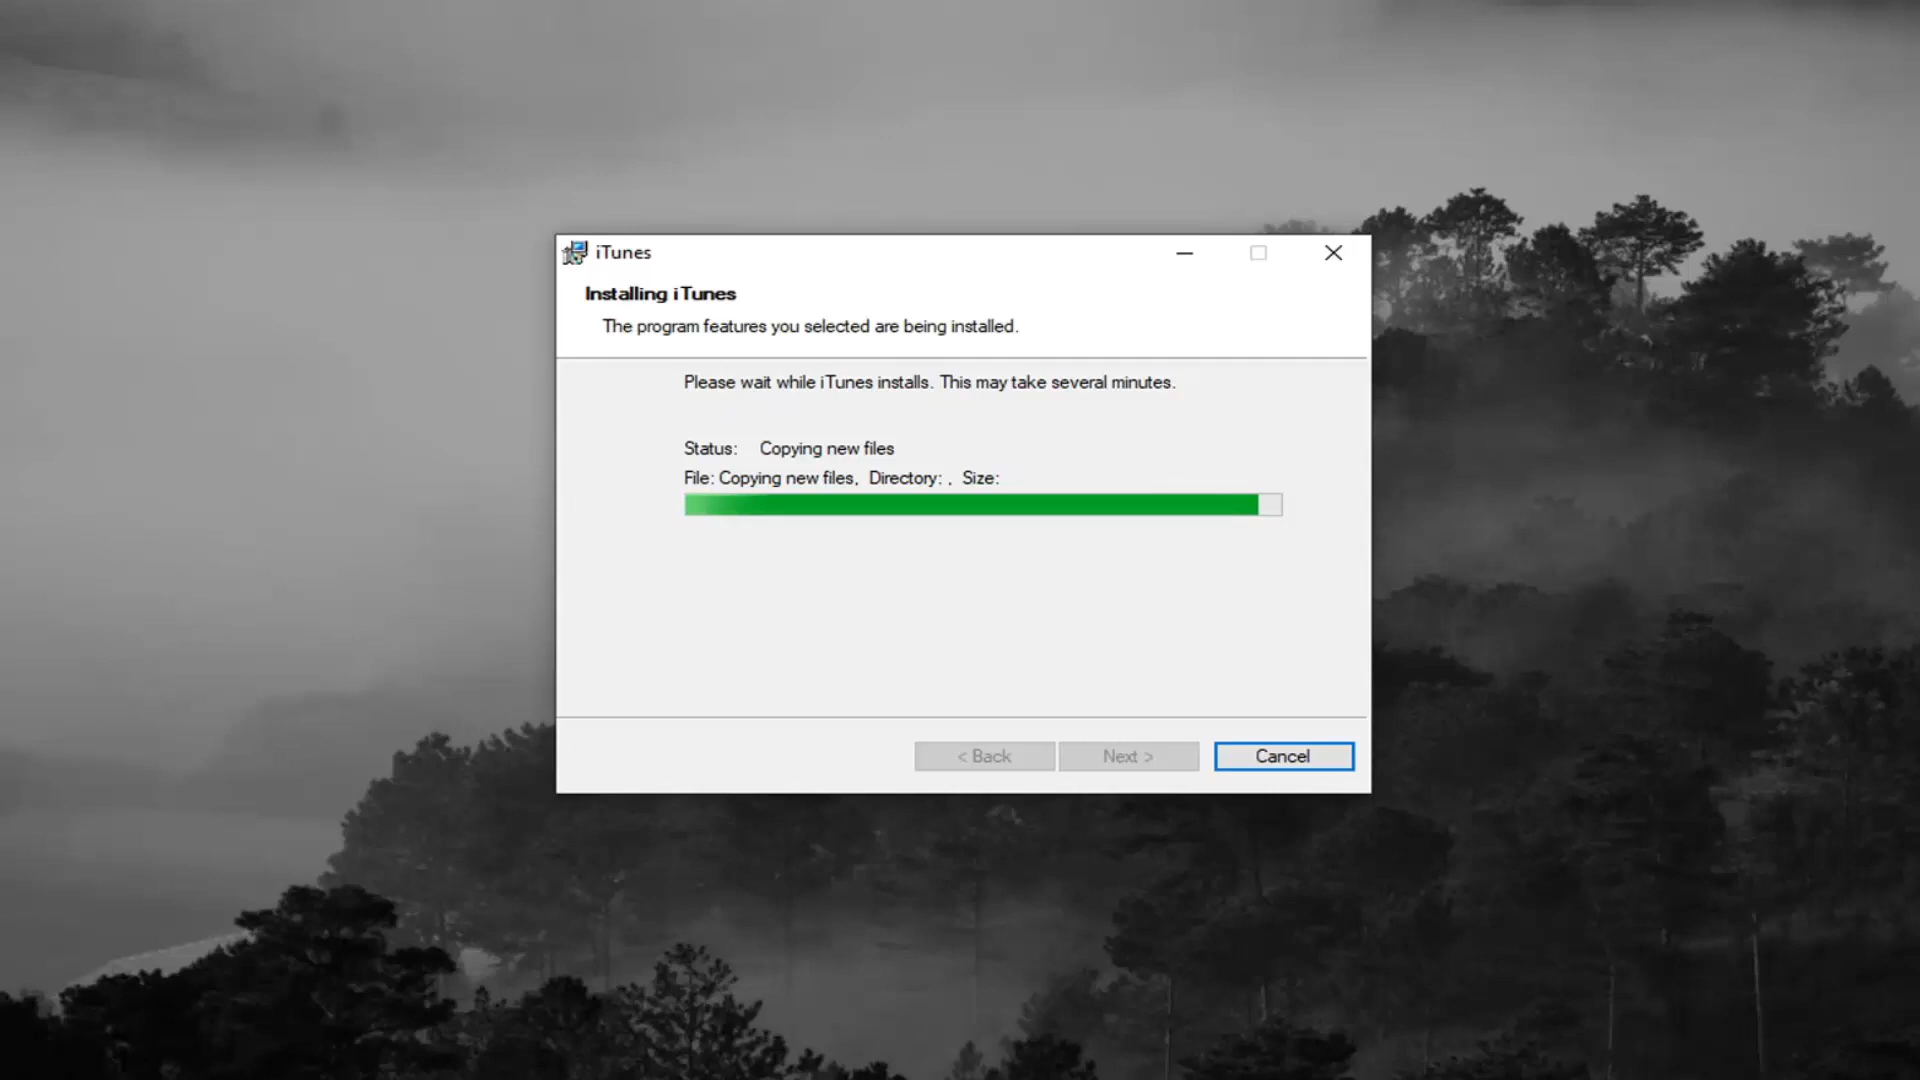 iTunes
Installing iTunes
The program features you selected are being installed.
Please wait while iTunes installs. This may take several minutes.
Status: Copying new files
File: Copying new files, Directory: , Size:
< Back Next > Cancel